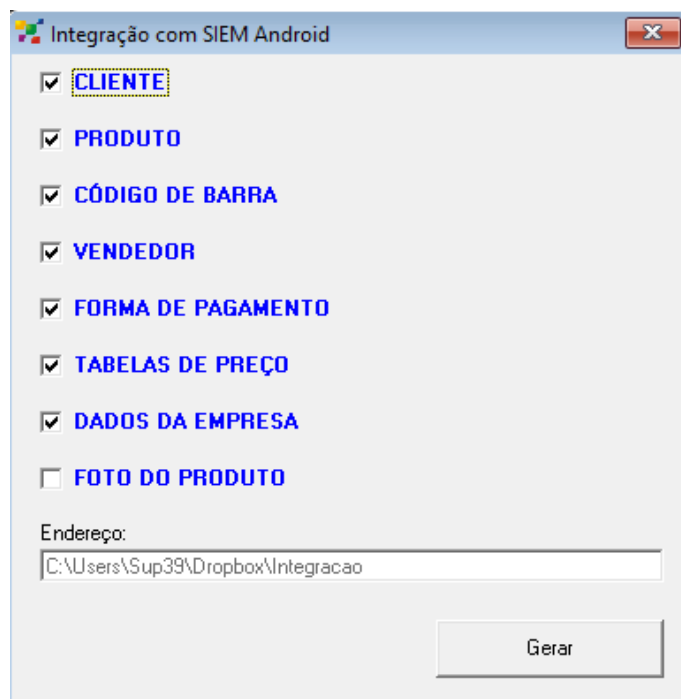 Integração com SIEM Android
CLIENTE
PRODUTO
CÓDIGO DE BARRA
VENDEDOR
FORMA DE PAGAMENTO
TABELAS DE PREÇO
DADOS DA EMPRESA
FOTO DO PRODUTO
Endereço:
C:\Users\Sup39\Dropbox\Integracao
Gerar